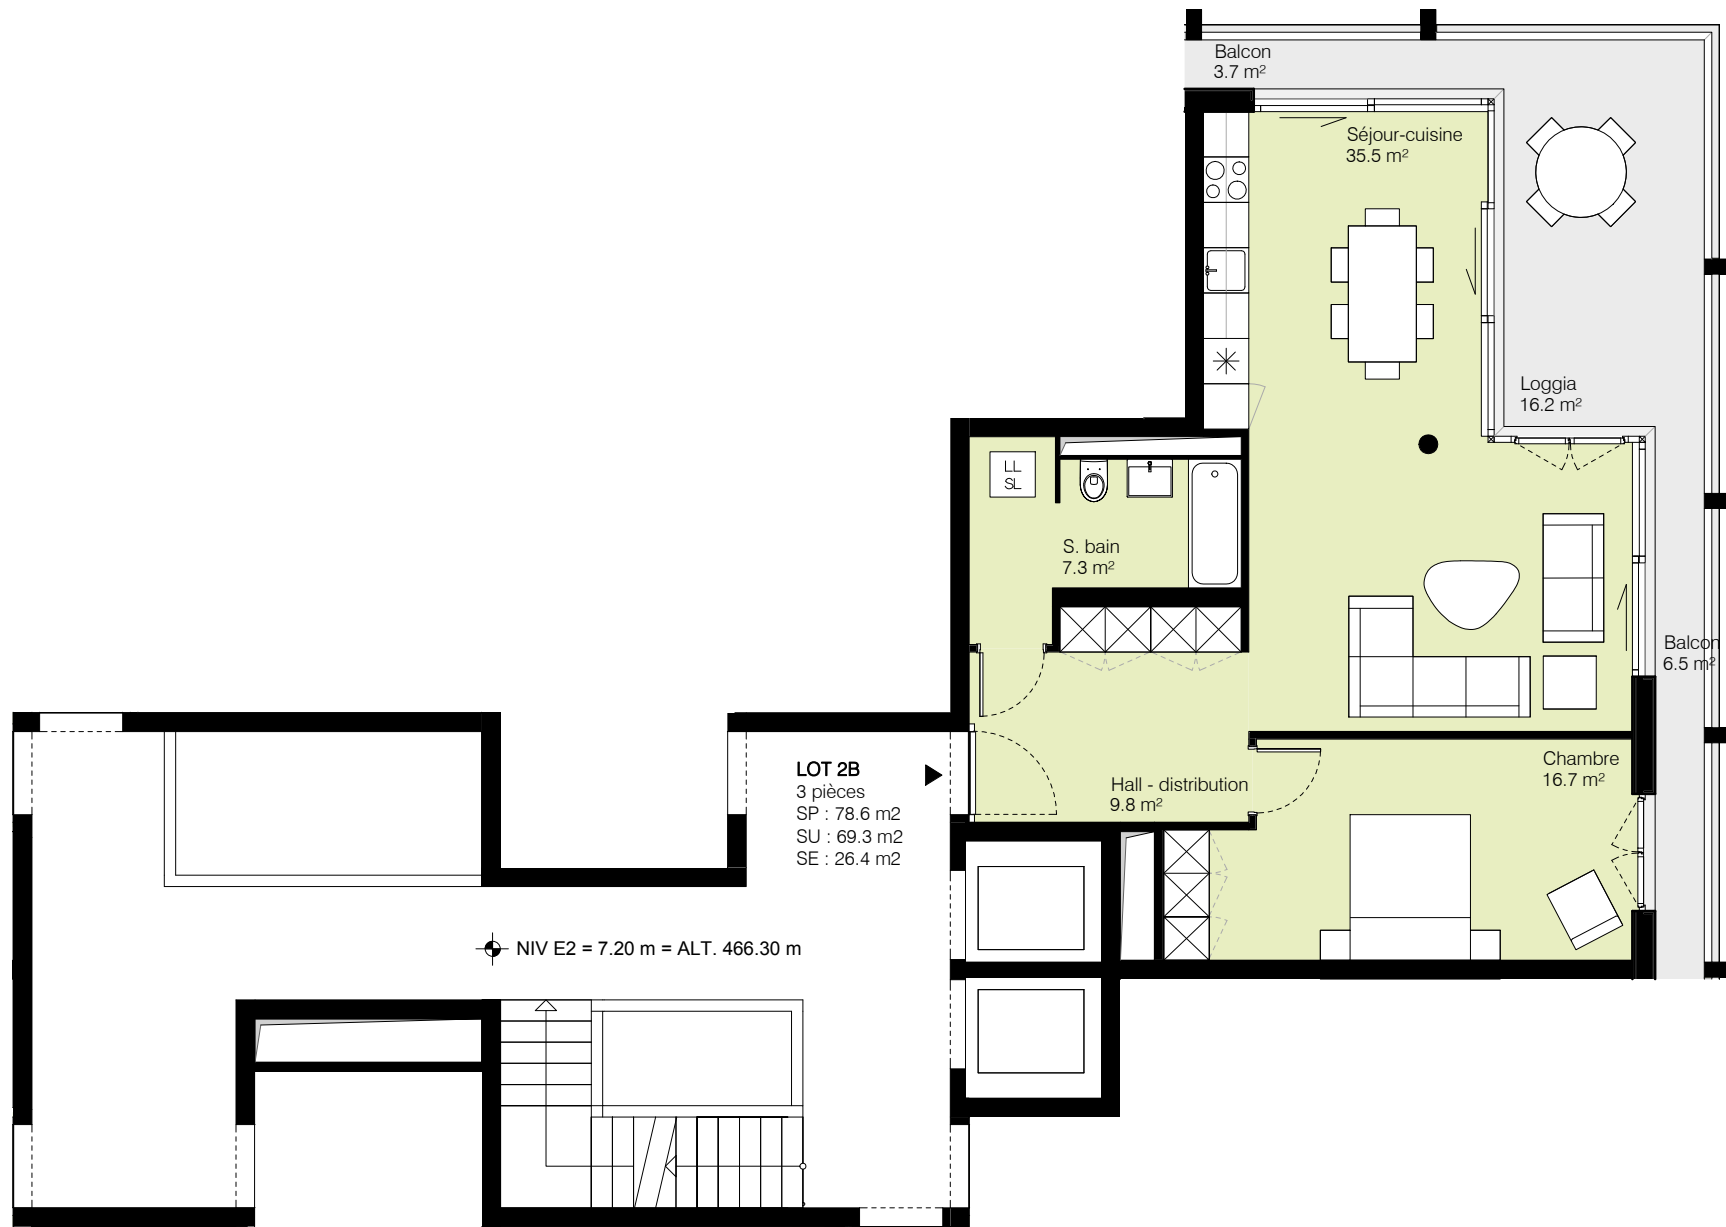 Balcon
3.7 m²
Séjour-cuisine
35.5 m²
Loggia
16.2 m²
LL
SL
S. bain
7.3 m²
Balcon
6.5 m²
LOT 2B
3 pièces
SP : 78.6 m2
SU : 69.3 m2
SE : 26.4 m2
Hall - distribution
9.8 m²
Chambre
16.7 m²
NIV E2 = 7.20 m = ALT. 466.30 m